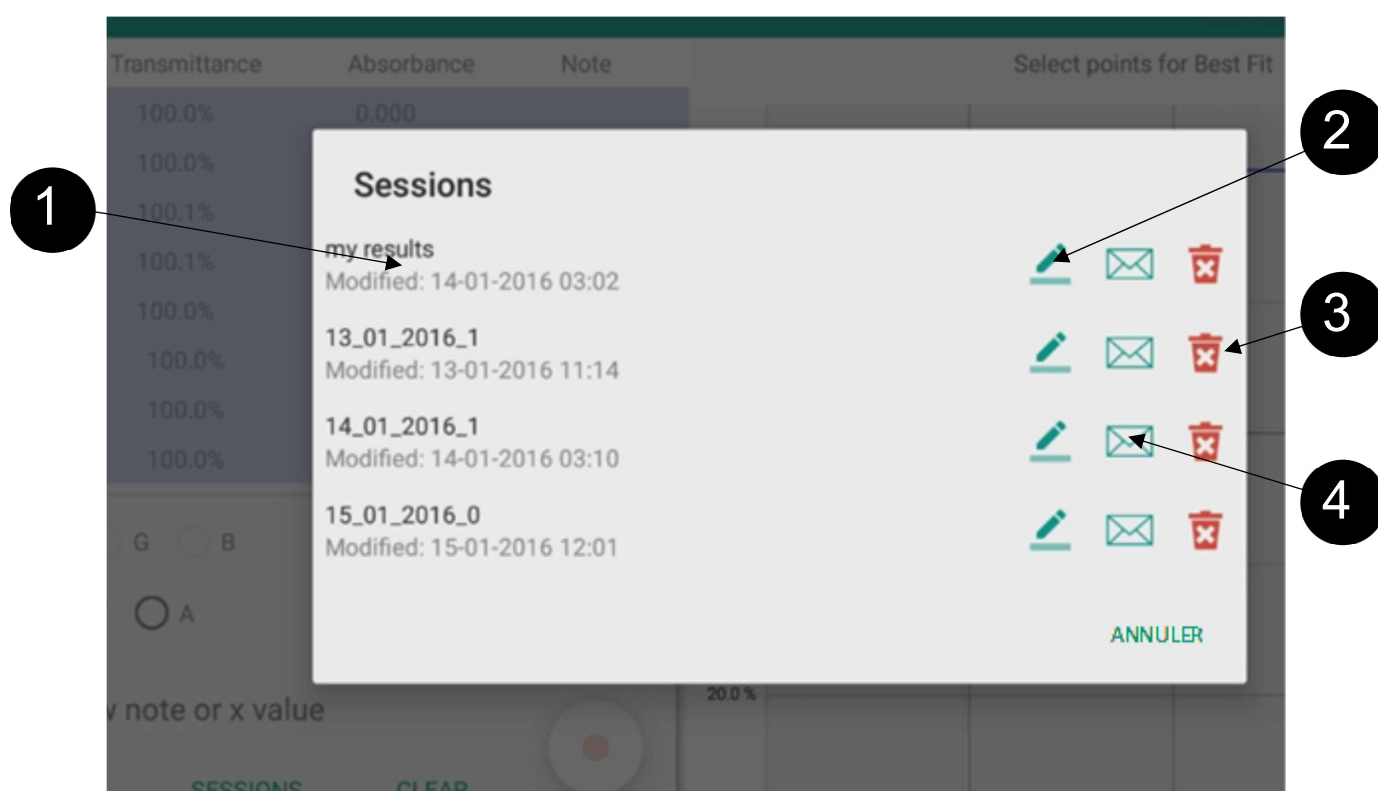 Transmittance Absorbance Note Select points for Best Fit
100.0% 0.000
100.0%
100.1%
100.1%
100.0%
100.0%
100.0%
100.0%
Sessions
my results
Modified: 14-01-2016 03:02
13_01_2016_1
Modified: 13-01-2016 11:14
14_01_2016_1
Modified: 14-01-2016 03:10
15_01_2016_0
Modified: 15-01-2016 12:01
ANNULER
1
2
3
4
G B
A
20.0 %
note or x value
SESSIONS CLEAR